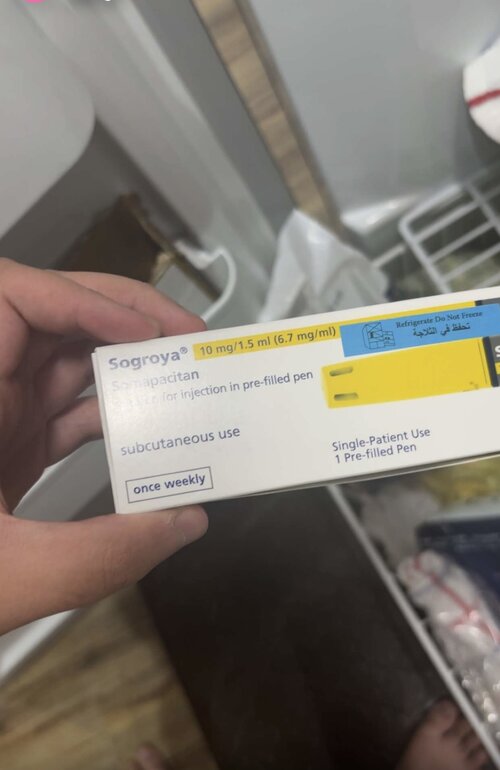 Sogroya® 10 mg/1.5 ml (6.7 mg/ml)
Somapacitan
for injection in pre-filled pen
subcutaneous use
once weekly
Refrigerate Do Not Freeze
تحفظ في الثلاجة
Single-Patient Use
1 Pre-filled Pen